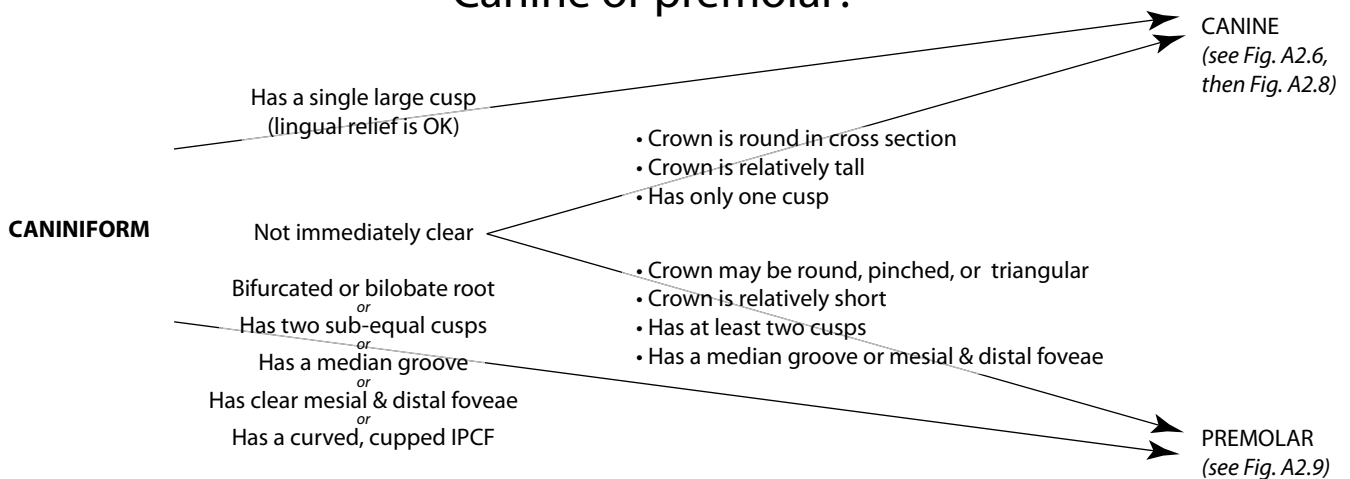 Canine or premolar?
CANINE
(see Fig. A2.6,
then Fig. A2.8)
Has a single large cusp
(lingual relief is OK)
• Crown is round in cross section
• Crown is relatively tall
• Has only one cusp
CANINIFORM
Not immediately clear
• Crown may be round, pinched, or triangular
• Crown is relatively short
• Has at least two cusps
• Has a median groove or mesial & distal foveae
Bifurcated or bilobate root
or
Has two sub-equal cusps
or
Has a median groove
or
Has clear mesial & distal foveae
or
Has a curved, cupped IPCF
PREMOLAR
(see Fig. A2.9)